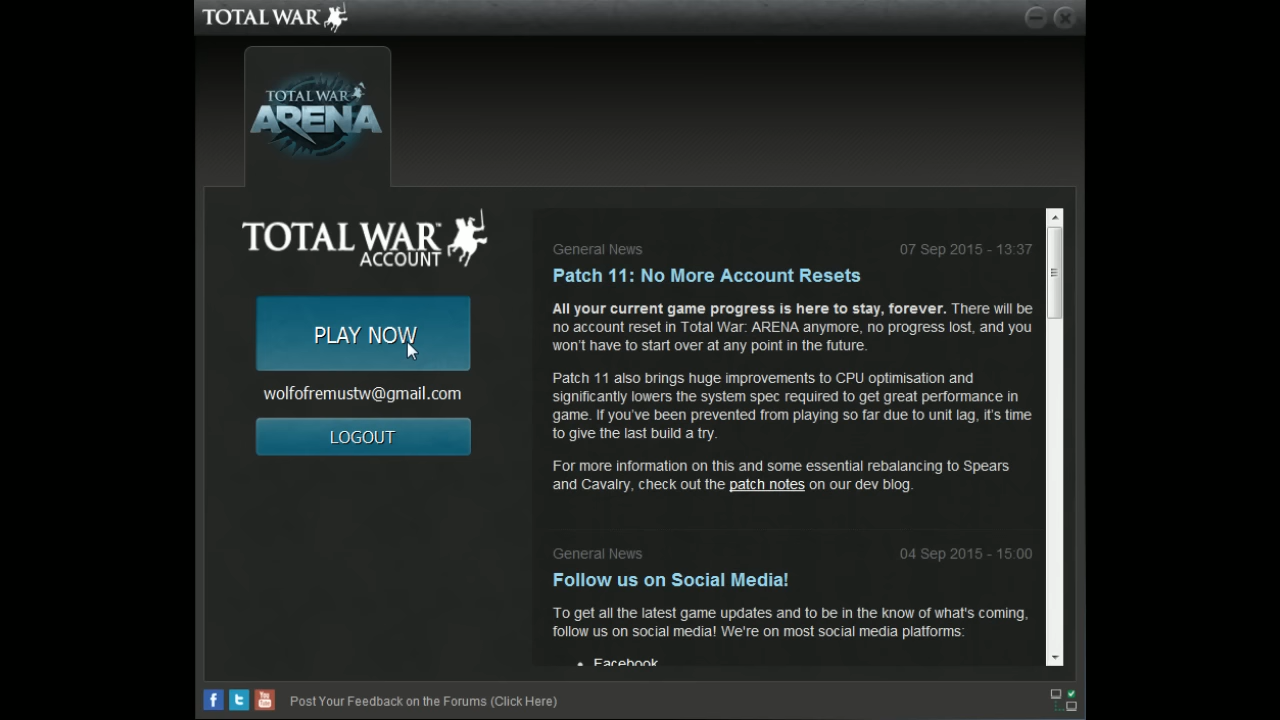 TOTAL WAR™
TOTAL WAR
ARENA
TOTAL WAR™
ACCOUNT
PLAY NOW
wolfofremustw@gmail.com
LOGOUT
General News 07 Sep 2015 - 13:37
Patch 11: No More Account Resets
All your current game progress is here to stay, forever. There will be
no account reset in Total War: ARENA anymore, no progress lost, and you
won't have to start over at any point in the future.
Patch 11 also brings huge improvements to CPU optimisation and
significantly lowers the system spec required to get great performance in
game. If you've been prevented from playing so far due to unit lag, it's time
to give the last build a try.
For more information on this and some essential rebalancing to Spears
and Cavalry, check out the patch notes on our dev blog.
General News 04 Sep 2015 - 15:00
Follow us on Social Media!
To get all the latest game updates and to be in the know of what's coming,
follow us on social media! We're on most social media platforms:
• Facebook
f t You Tube Post Your Feedback on the Forums (Click Here)